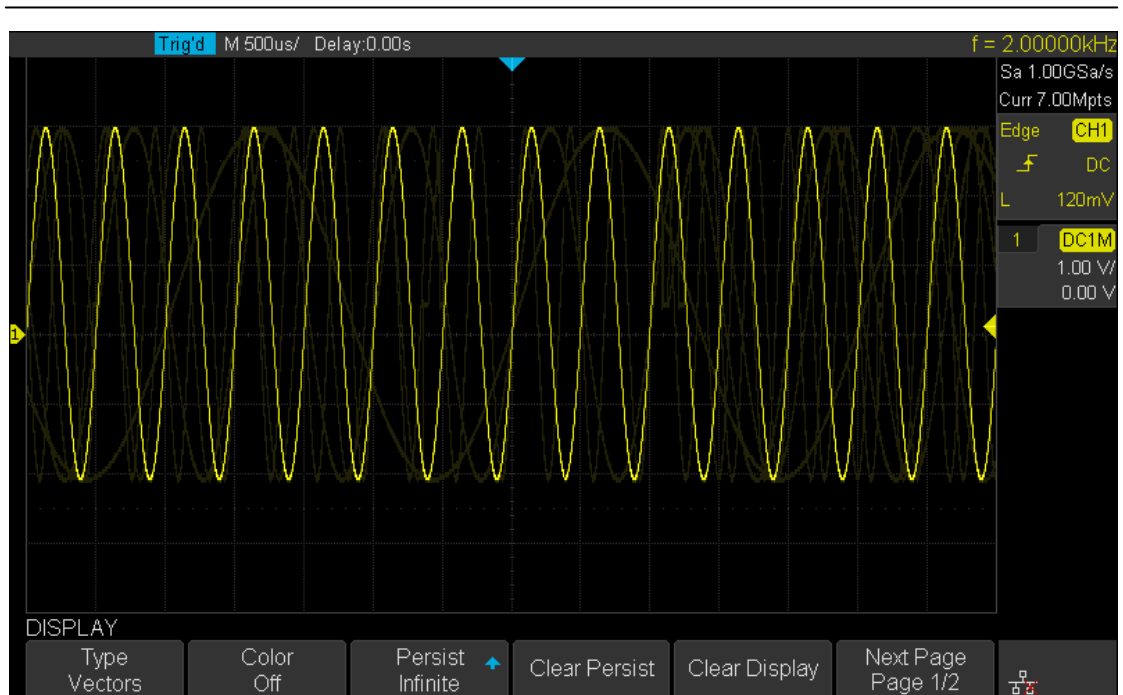 Trig'd M 500us/ Delay:0.00s f = 2.00000kHz
Sa 1.00GSa/s
Curr 7.00Mpts
Edge CH1
DC
L 120mV
1 DC1M
1.00 V/
0.00 V
1
DISPLAY
Type Color Persist Clear Persist Clear Display Next Page
Vectors Off Infinite Page 1/2